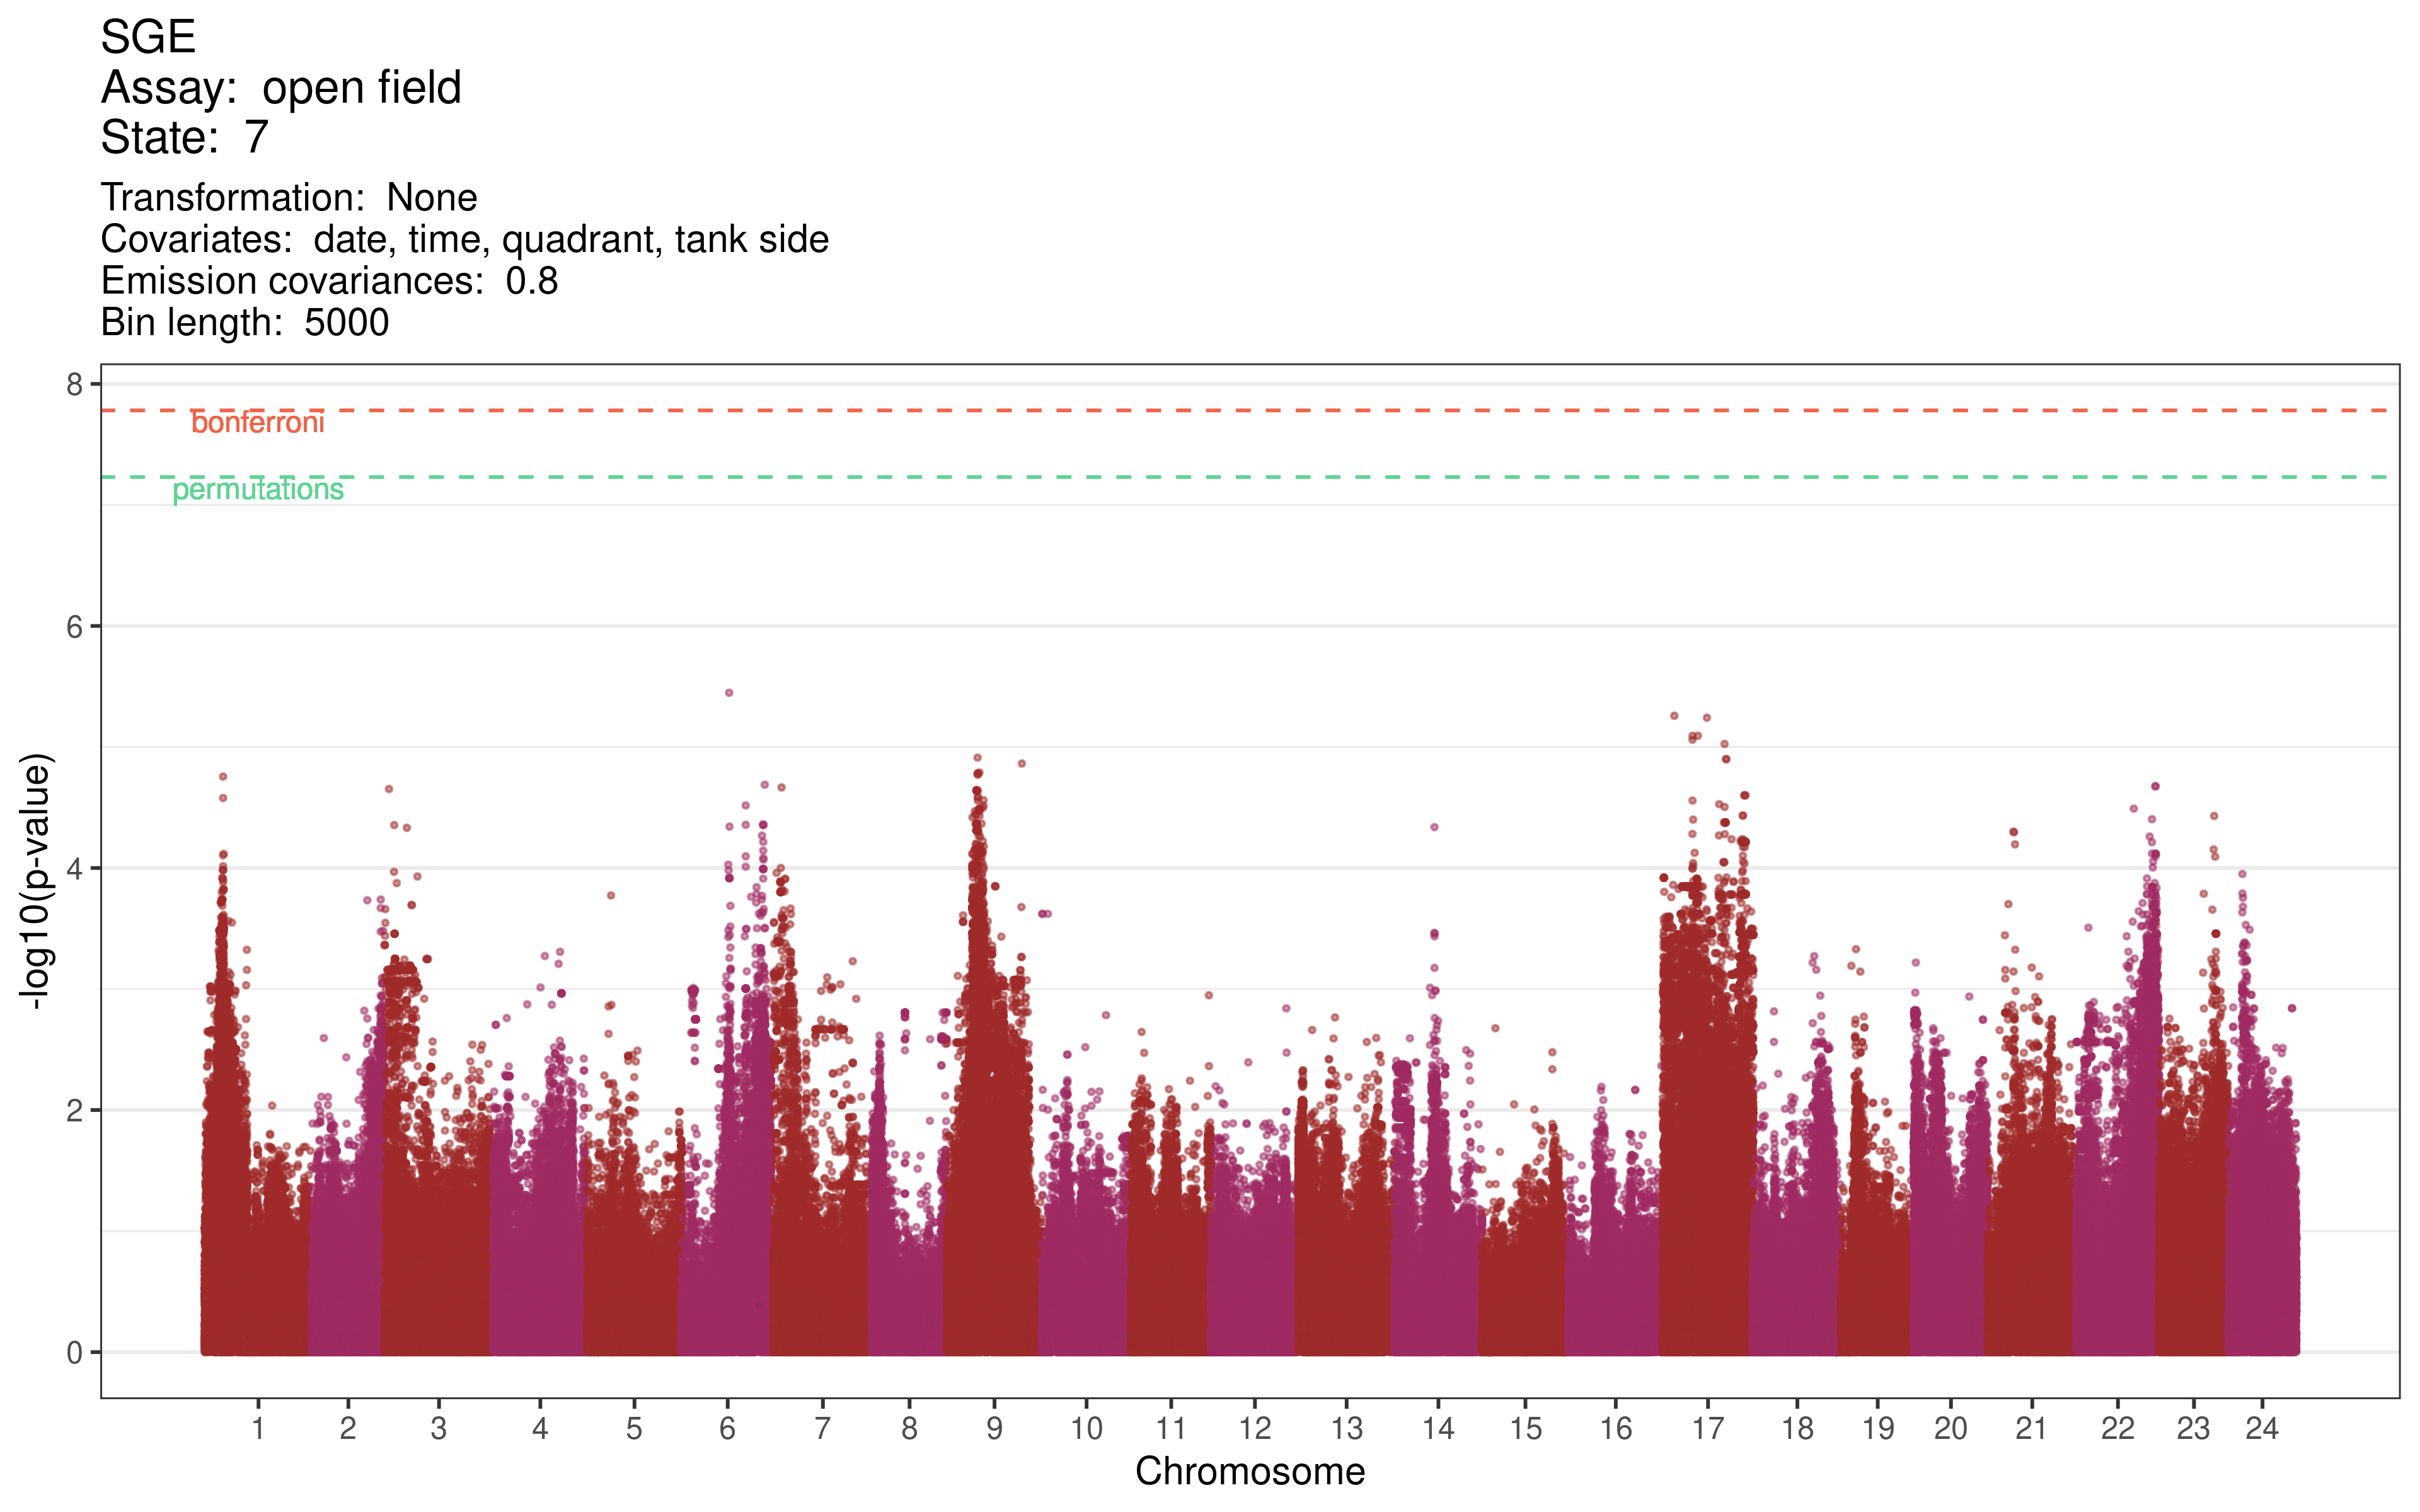 SGE
Assay:  open field
State:  7
Transformation:  None
Covariates:  date, time, quadrant, tank side
Emission covariances:  0.8
Bin length:  5000
8
bonferroni
permutations
6
4
2
0
-log10(p-value)
1 2 3 4 5 6 7 8 9 10 11 12 13 14 15 16 17 18 19 20 21 22 23 24
Chromosome